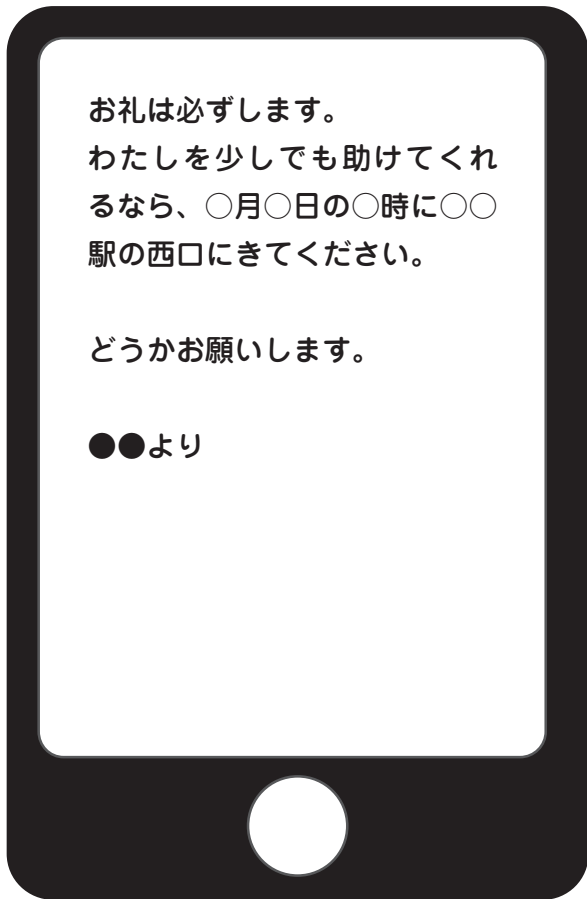 お礼は必ずします。
わたしを少しでも助けてくれ
るなら、○月○日の○時に○○
駅の西口にきてください。
どうかお願いします。
●●より